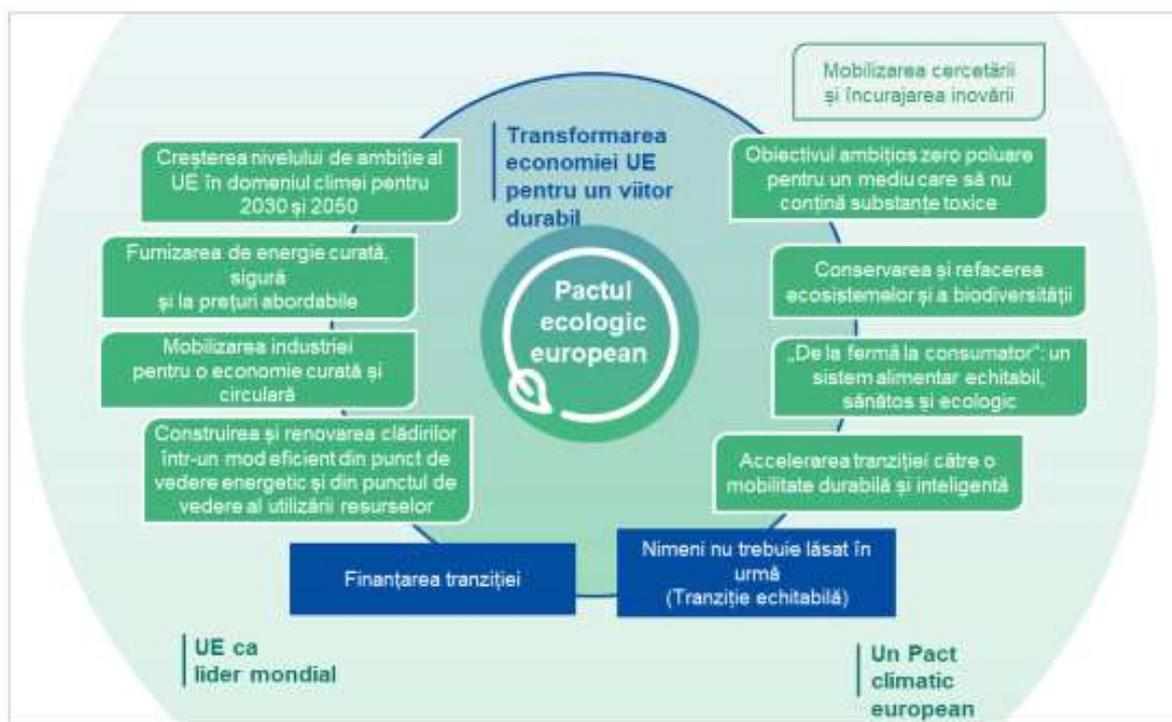 Mobilizarea cercetării
și încurajarea inovării
Transformarea
economiei UE
pentru un viitor
durabil
Creșterea nivelului de ambiție al
UE în domeniul climei pentru
2030 și 2050
Furnizarea de energie curată,
sigură
și la prețuri abordabile
Mobilizarea industriei
pentru o economie curată și
circulară
Construirea și renovarea clădirilor
într-un mod eficient din punct de
vedere energetic și din punctul de
vedere al utilizării resurselor
Pactul
ecologic
european
Obiectivul ambițios zero poluare
pentru un mediu care să nu
conțină substanțe toxice
Conservarea și refacerea
ecosistemelor și a biodiversității
„De la fermă la consumator”: un
sistem alimentar echitabil,
sănătos și ecologic
Accelerarea tranziției către o
mobilitate durabilă și inteligentă
Finanțarea tranziției
Nimeni nu trebuie lăsat în
urmă
(Tranziție echitabilă)
UE ca
lider mondial
Un Pact
climatic
european